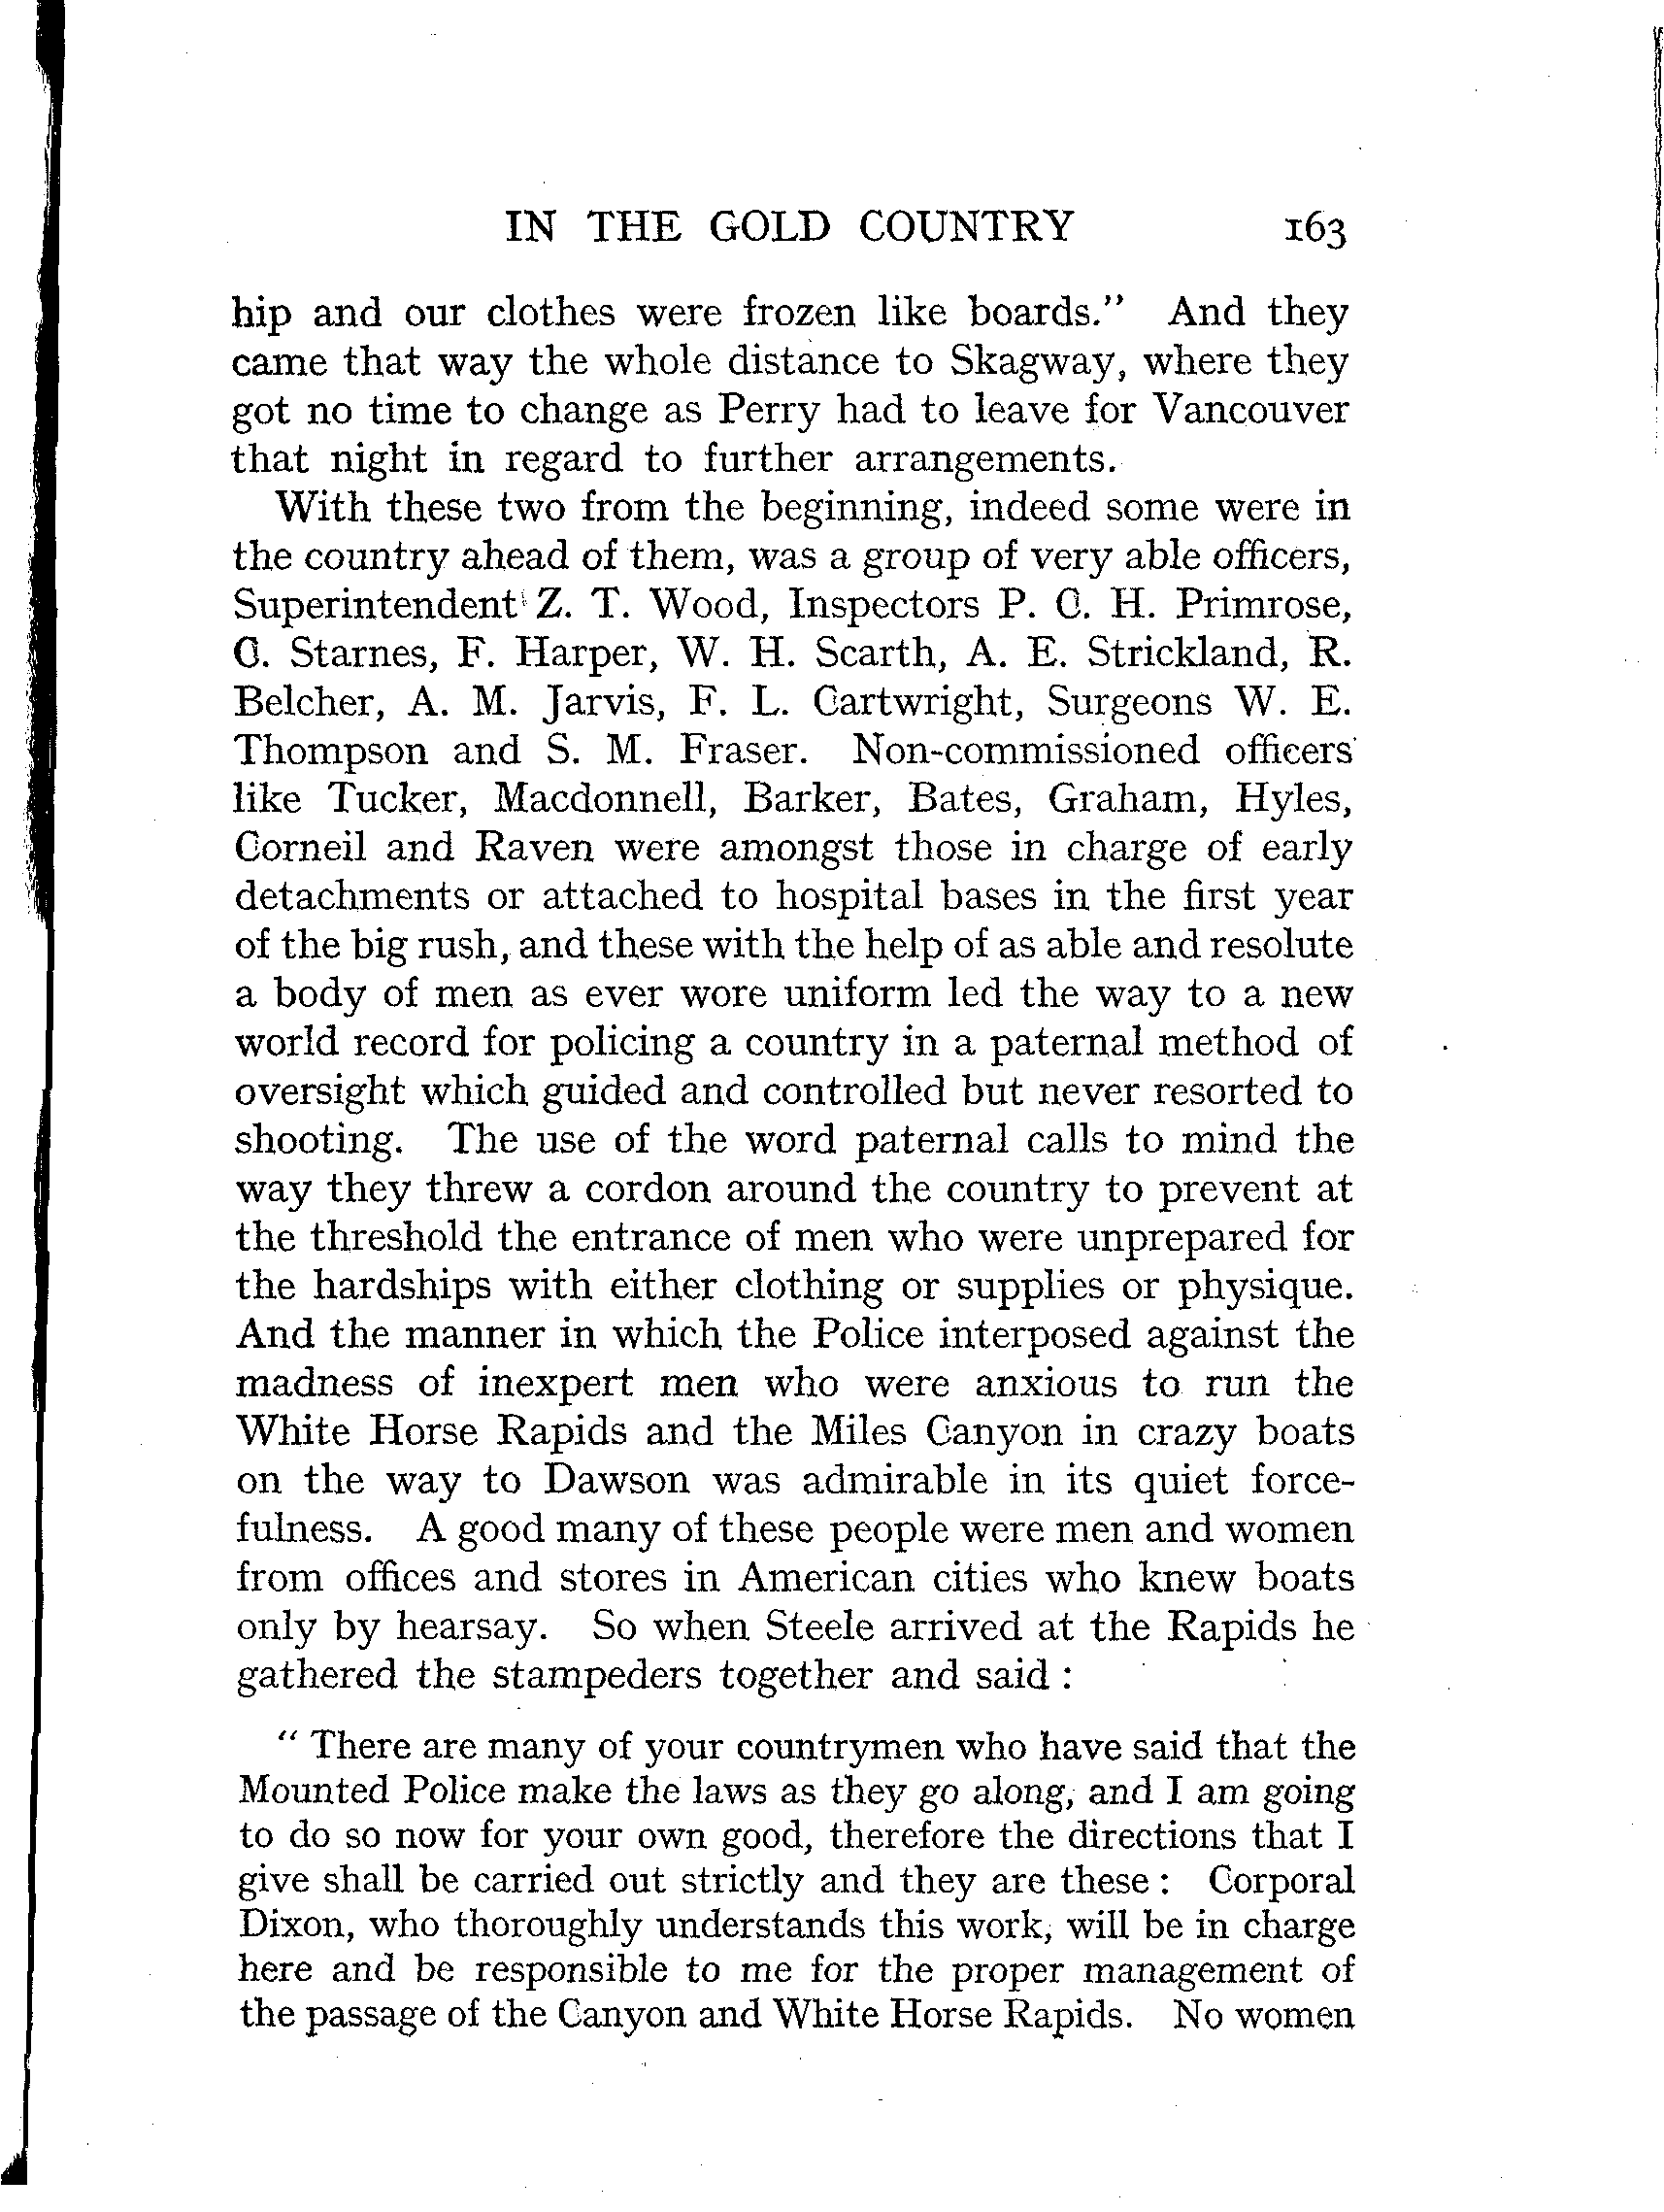 IN THE GOLD COUNTRY 163
hip and our clothes were frozen like boards." And they
came that way the whole distance to Skagway, where they
got no time to change as Perry had to leave for Vancouver
that night in regard to further arrangements.
With these two from the beginning, indeed some were in
the country ahead of them, was a group of very able officers,
Superintendent Z. T. Wood, Inspectors P. C. H. Primrose,
C. Starnes, F. Harper, W. H. Scarth, A. E. Strickland, R.
Belcher, A. M. Jarvis, F. L. Cartwright, Surgeons W. E.
Thompson and S. M. Fraser. Non-commissioned officers
like Tucker, Macdonnell, Barker, Bates, Graham, Hyles,
Corneil and Raven were amongst those in charge of early
detachments or attached to hospital bases in the first year
of the big rush, and these with the help of as able and resolute
a body of men as ever wore uniform led the way to a new
world record for policing a country in a paternal method of
oversight which guided and controlled but never resorted to
shooting. The use of the word paternal calls to mind the
way they threw a cordon around the country to prevent at
the threshold the entrance of men who were unprepared for
the hardships with either clothing or supplies or physique.
And the manner in which the Police interposed against the
madness of inexpert men who were anxious to run the
White Horse Rapids and the Miles Canyon in crazy boats
on the way to Dawson was admirable in its quiet force-
fulness. A good many of these people were men and women
from offices and stores in American cities who knew boats
only by hearsay. So when Steele arrived at the Rapids he
gathered the stampeders together and said :
" There are many of your countrymen who have said that the
Mounted Police make the laws as they go along, and I am going
to do so now for your own good, therefore the directions that I
give shall be carried out strictly and they are these : Corporal
Dixon, who thoroughly understands this work, will be in charge
here and be responsible to me for the proper management of
the passage of the Canyon and White Horse Rapids. No women